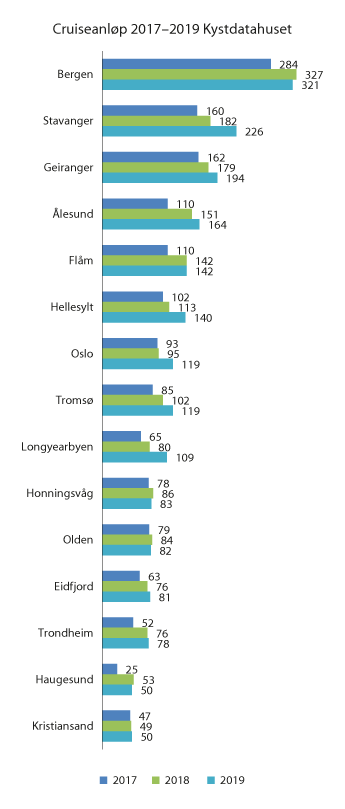 Cruiseanløp 2017–2019 Kystdatahuset
Bergen
284
327
321
Stavanger
160
182
226
Geiranger
162
179
194
Ålesund
110
151
164
Flåm
110
142
142
Hellesylt
102
113
140
Oslo
93
95
119
Tromsø
85
102
119
Longyearbyen
65
80
109
Honningsvåg
78
86
83
Olden
79
84
82
Eidfjord
63
76
81
Trondheim
52
76
78
Haugesund
25
53
50
Kristiansand
47
49
50
2017 2018 2019